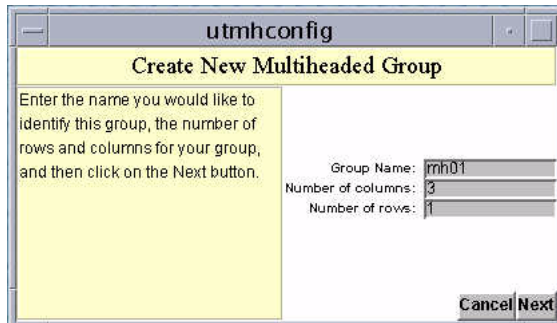 utmhconfig
Create New Multiheaded Group
Enter the name you would like to
identify this group, the number of
rows and columns for your group,
and then click on the Next button.
Group Name: mh01
Number of columns: 3
Number of rows: 1
Cancel Next